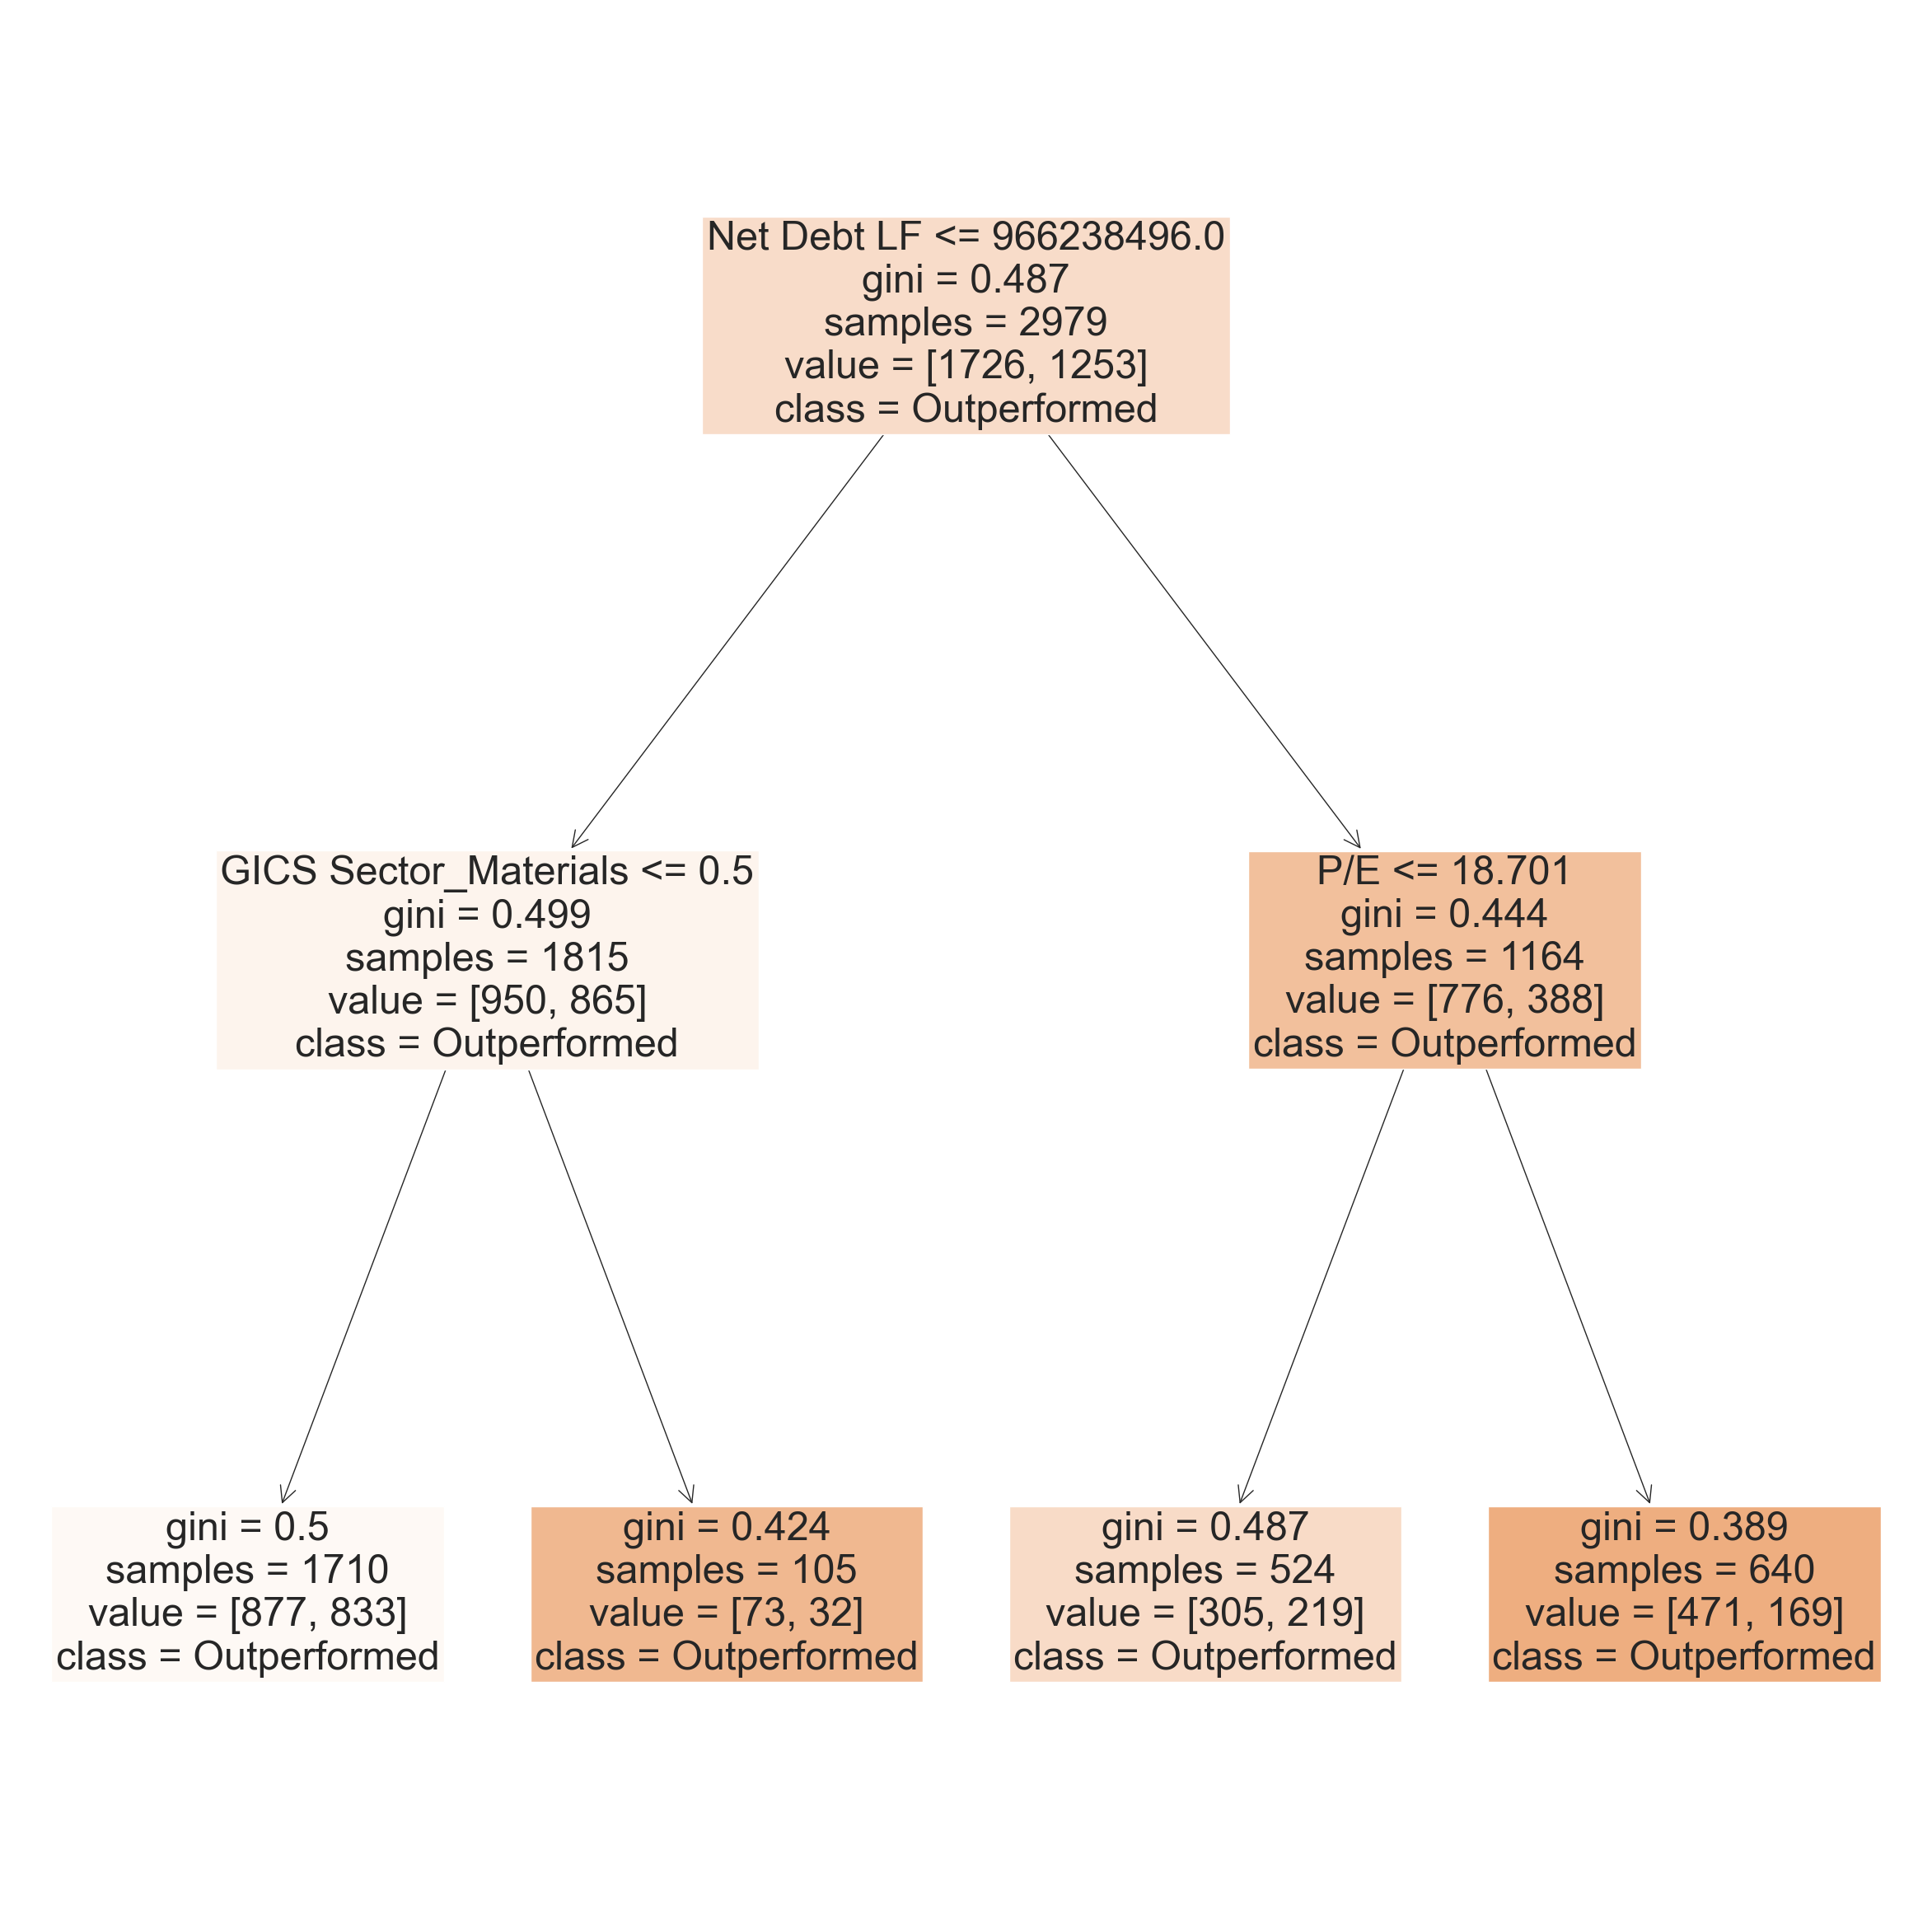 Net Debt LF <= 966238496.0
gini = 0.487
samples = 2979
value = [1726, 1253]
class = Outperformed
GICS Sector_Materials <= 0.5
gini = 0.499
samples = 1815
value = [950, 865]
class = Outperformed
P/E <= 18.701
gini = 0.444
samples = 1164
value = [776, 388]
class = Outperformed
gini = 0.5
samples = 1710
value = [877, 833]
class = Outperformed
gini = 0.424
samples = 105
value = [73, 32]
class = Outperformed
gini = 0.487
samples = 524
value = [305, 219]
class = Outperformed
gini = 0.389
samples = 640
value = [471, 169]
class = Outperformed